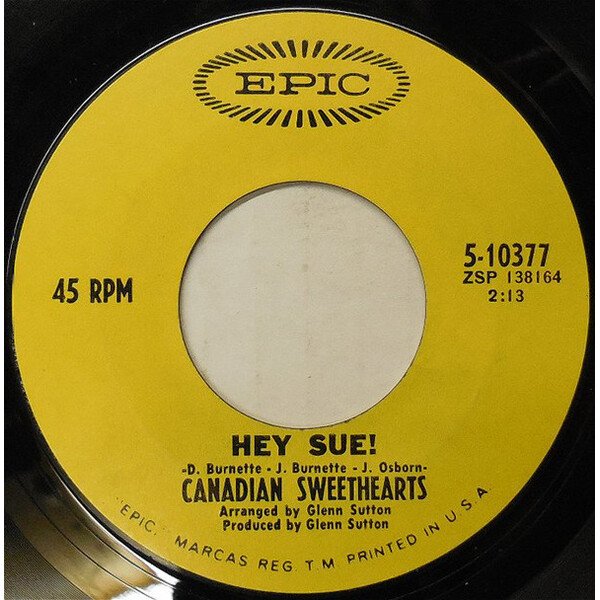 EPIC
5-10377
ZSP 138164
2:13
45 RPM
HEY SUE!
-D. Burnette - J. Burnette - J. Osborn-
CANADIAN SWEETHEARTS
Arranged by Glenn Sutton
Produced by Glenn Sutton
"EPIC," MARCAS REG. T.M. PRINTED IN U.S.A.